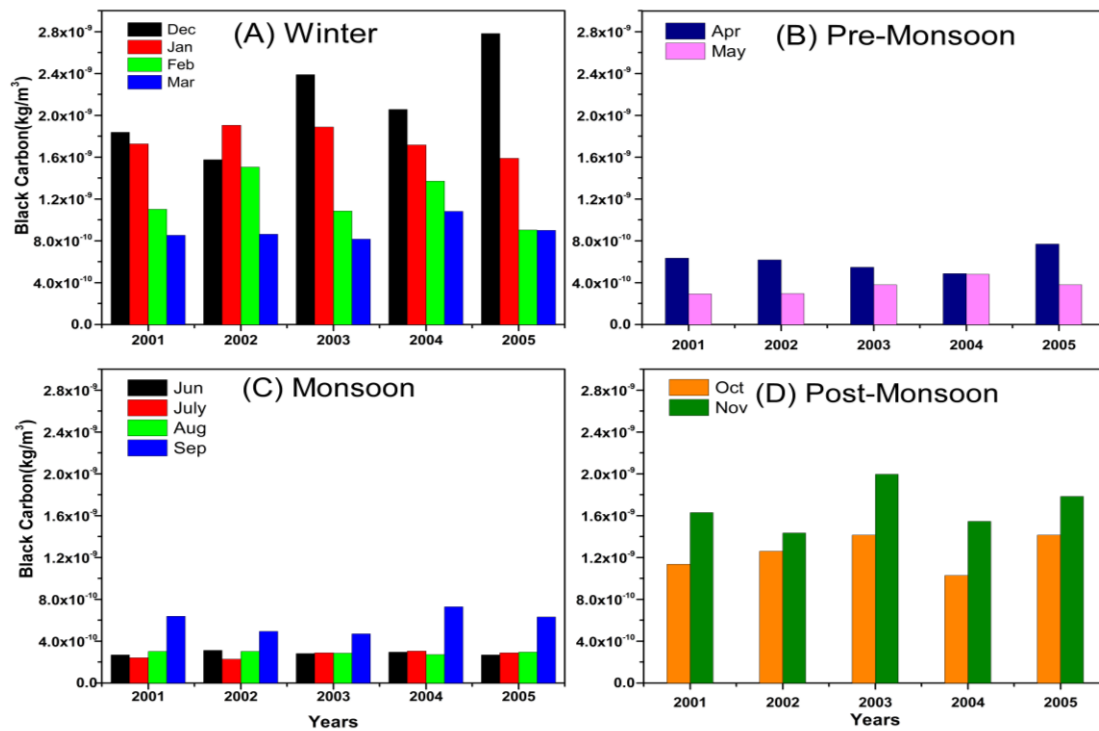 (A) Winter
Dec
Jan
Feb
Mar
Black Carbon(kg/m³)
2.8x10⁻⁹
2.4x10⁻⁹
2.0x10⁻⁹
1.6x10⁻⁹
1.2x10⁻⁹
8.0x10⁻¹⁰
4.0x10⁻¹⁰
0.0
2001 2002 2003 2004 2005
(B) Pre-Monsoon
Apr
May
2.8x10⁻⁹
2.4x10⁻⁹
2.0x10⁻⁹
1.6x10⁻⁹
1.2x10⁻⁹
8.0x10⁻¹⁰
4.0x10⁻¹⁰
0.0
2001 2002 2003 2004 2005
(C) Monsoon
Jun
July
Aug
Sep
Black Carbon(kg/m³)
2.8x10⁻⁹
2.4x10⁻⁹
2.0x10⁻⁹
1.6x10⁻⁹
1.2x10⁻⁹
8.0x10⁻¹⁰
4.0x10⁻¹⁰
0.0
2001 2002 2003 2004 2005
Years
(D) Post-Monsoon
Oct
Nov
2.8x10⁻⁹
2.4x10⁻⁹
2.0x10⁻⁹
1.6x10⁻⁹
1.2x10⁻⁹
8.0x10⁻¹⁰
4.0x10⁻¹⁰
0.0
2001 2002 2003 2004 2005
Years